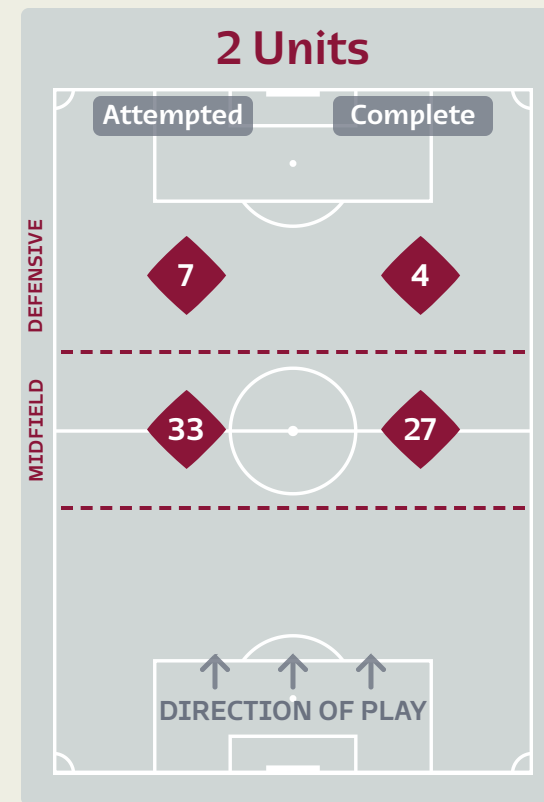 2 Units
Attempted
Complete
DEFENSIVE
7
4
MIDFIELD
33
27
DIRECTION OF PLAY